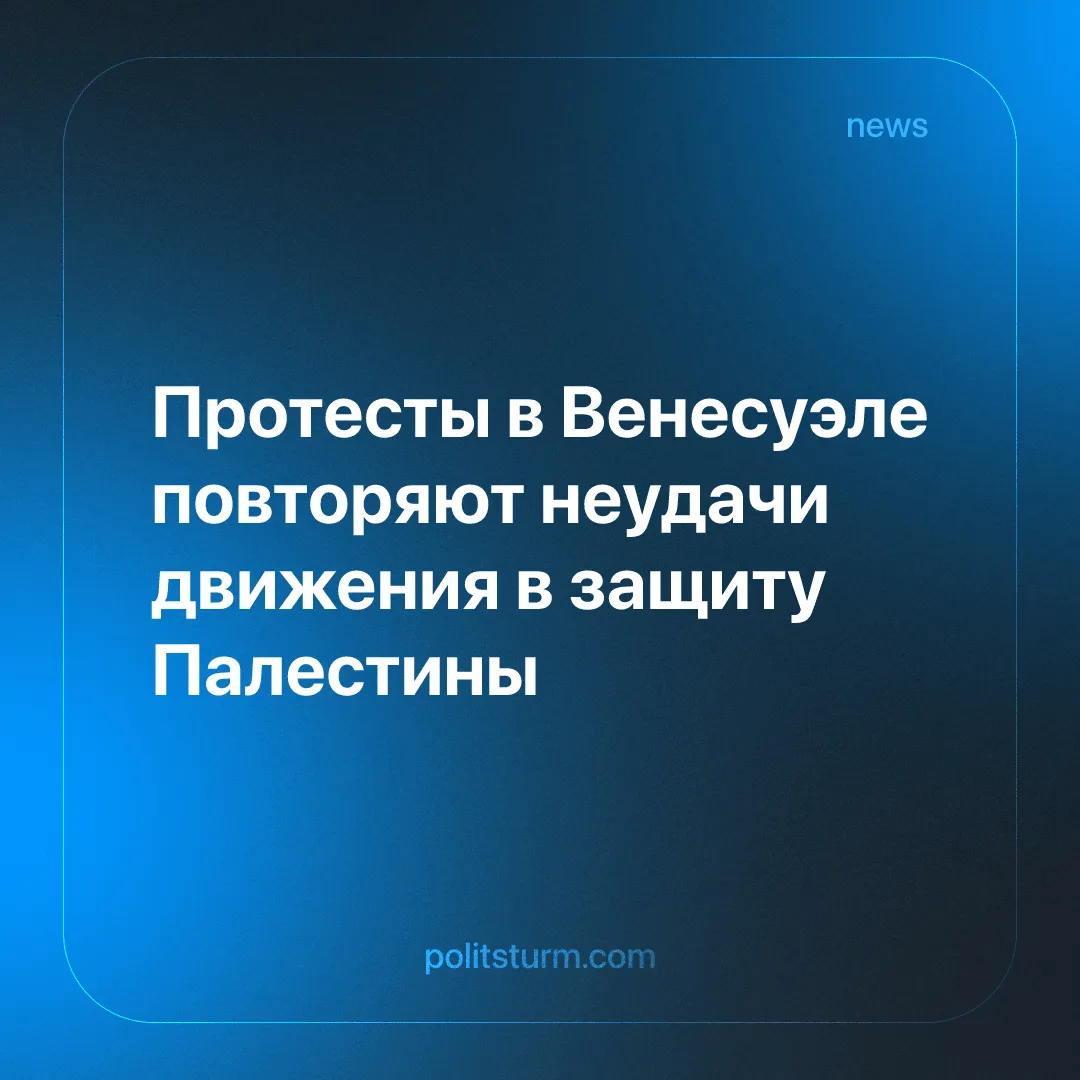 news
Протесты в Венесуэле
повторяют неудачи
движения в защиту
Палестины
politsturm.com